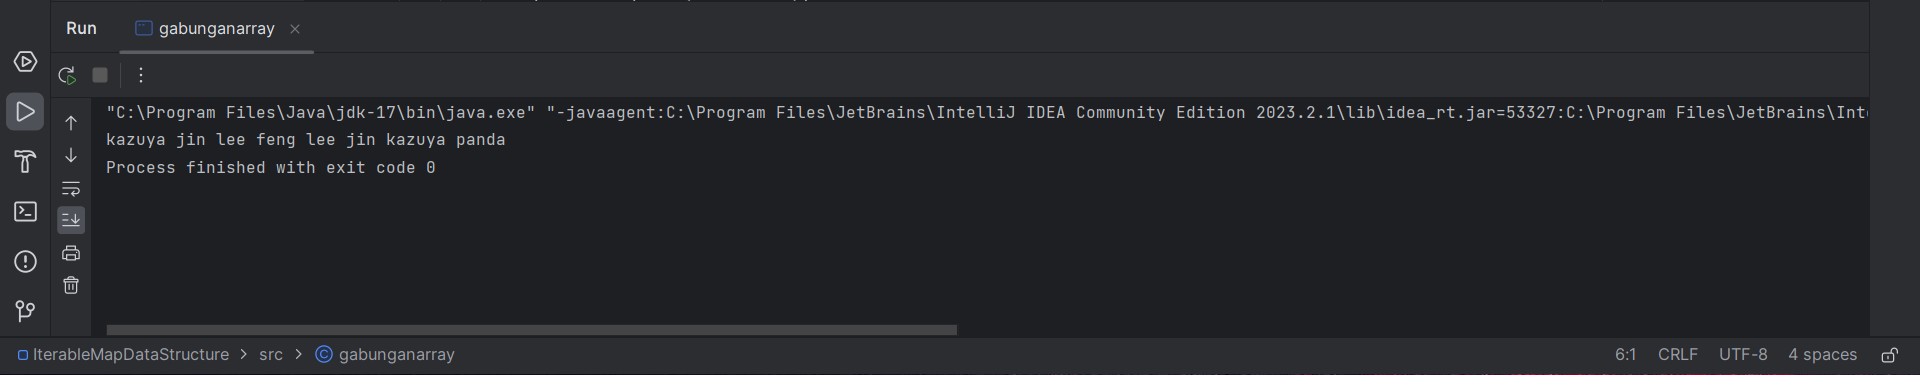 Run gabunganarray
"C:\Program Files\Java\jdk-17\bin\java.exe" "-javaagent:C:\Program Files\JetBrains\IntelliJ IDEA Community Edition 2023.2.1\lib\idea_rt.jar=53327:C:\Program Files\JetBrains\Int
kazuya jin lee feng lee jin kazuya panda
Process finished with exit code 0
IterableMapDataStructure > src > gabunganarray 6:1 CRLF UTF-8 4 spaces